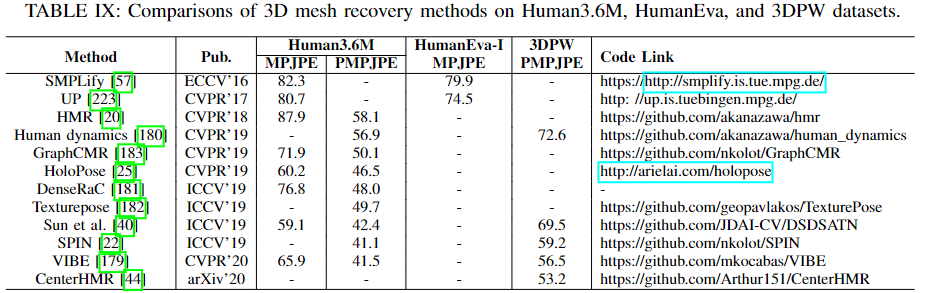 TABLE IX: Comparisons of 3D mesh recovery methods on Human3.6M, HumanEva, and 3DPW datasets.
Method Pub. Human3.6M HumanEva-I 3DPW Code Link
MPJPE PMPJPE MPJPE PMPJPE
SMPLify [57] ECCV'16 82.3 - 79.9 https://http://smplify.is.tue.mpg.de/
UP [223] CVPR'17 80.7 - 74.5 http: //up.is.tuebingen.mpg.de/
HMR [20] CVPR'18 87.9 58.1 - - https://github.com/akanazawa/hmr
Human dynamics [180] CVPR'19 - 56.9 - 72.6 https://github.com/akanazawa/human_dynamics
GraphCMR [183] CVPR'19 71.9 50.1 - - https://github.com/nkolot/GraphCMR
HoloPose [25] CVPR'19 60.2 46.5 - - http://arielai.com/holopose
DenseRaC [181] ICCV'19 76.8 48.0 - - -
Texturepose [182] ICCV'19 - 49.7 - - https://github.com/geopavlakos/TexturePose
Sun et al. [40] ICCV'19 59.1 42.4 - 69.5 https://github.com/JDAI-CV/DSDSATN
SPIN [22] ICCV'19 - 41.1 - 59.2 https://github.com/nkolot/SPIN
VIBE [179] CVPR'20 65.9 41.5 - 56.5 https://github.com/mkocabas/VIBE
CenterHMR [44] arXiv'20 - - - 53.2 https://github.com/Arthur151/CenterHMR